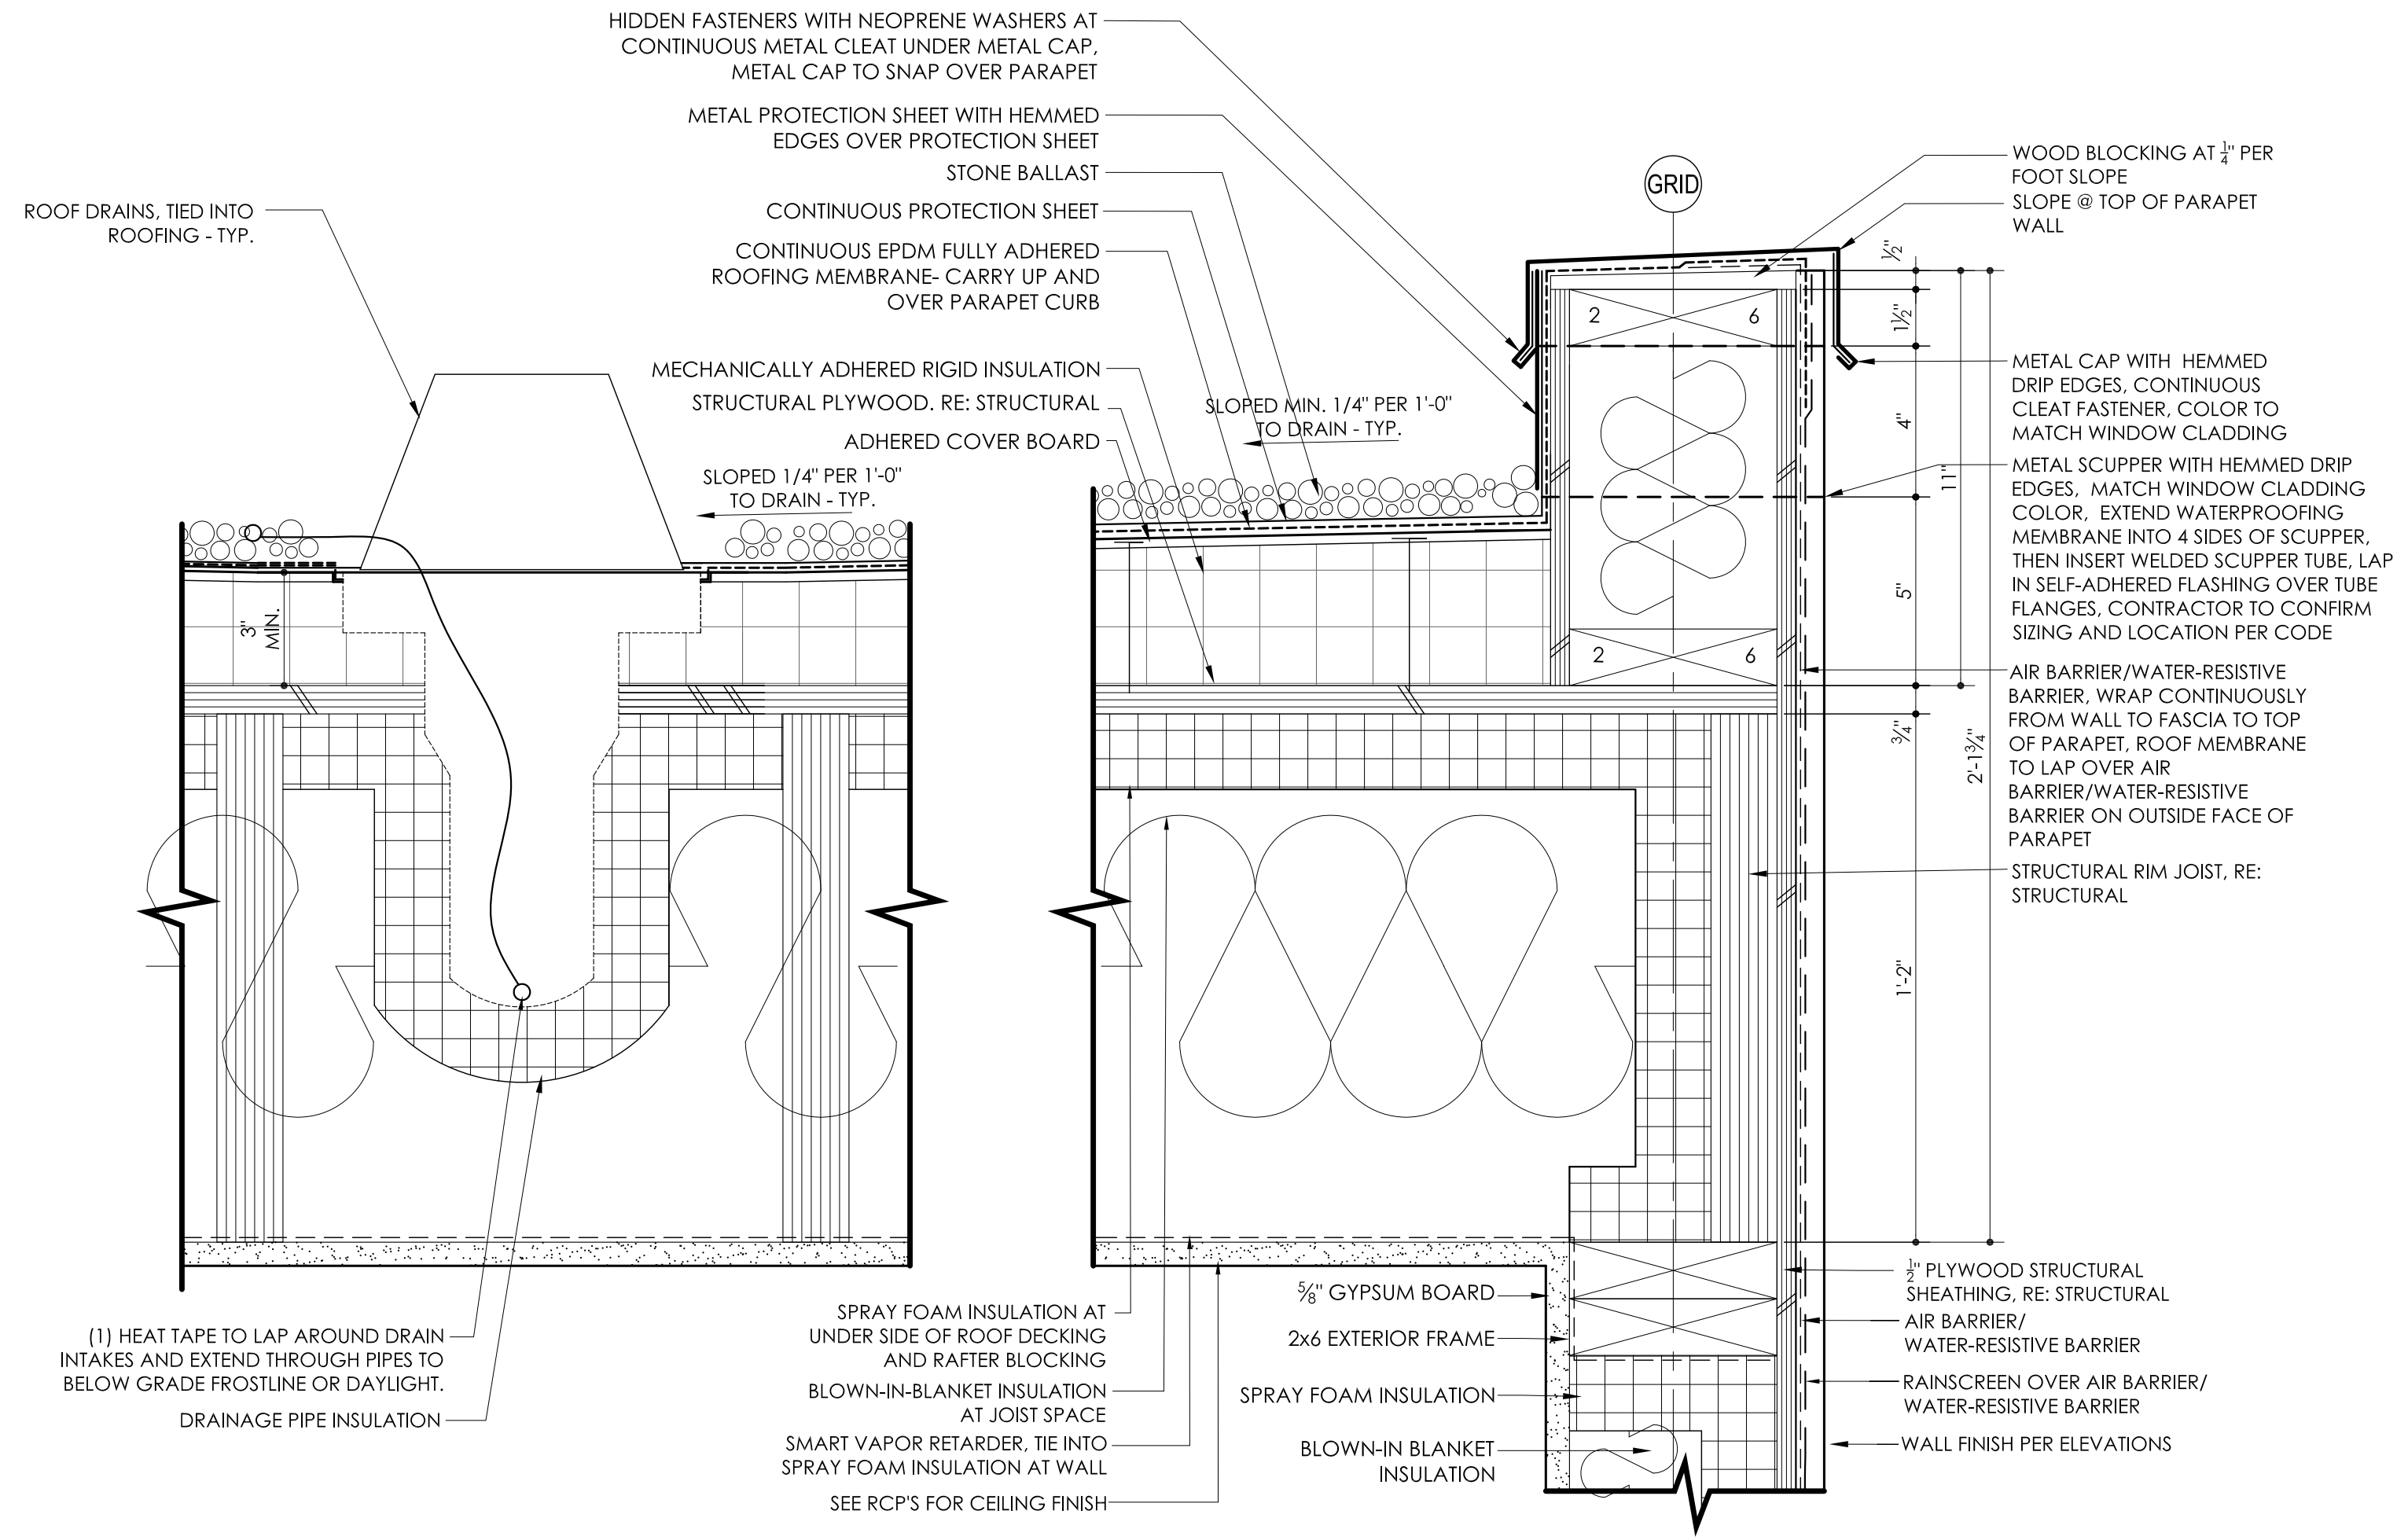 HIDDEN FASTENERS WITH NEOPRENE WASHERS AT
CONTINUOUS METAL CLEAT UNDER METAL CAP,
METAL CAP TO SNAP OVER PARAPET
METAL PROTECTION SHEET WITH HEMMED
EDGES OVER PROTECTION SHEET
STONE BALLAST
CONTINUOUS PROTECTION SHEET
CONTINUOUS EPDM FULLY ADHERED
ROOFING MEMBRANE- CARRY UP AND
OVER PARAPET CURB
MECHANICALLY ADHERED RIGID INSULATION
STRUCTURAL PLYWOOD. RE: STRUCTURAL
ADHERED COVER BOARD
ROOF DRAINS, TIED INTO
ROOFING - TYP.
SLOPED 1/4" PER 1'-0"
TO DRAIN - TYP.
SLOPED MIN. 1/4" PER 1'-0"
TO DRAIN - TYP.
3"
MIN.
GRID
2 6
2 6
WOOD BLOCKING AT 1/4" PER
FOOT SLOPE
SLOPE @ TOP OF PARAPET
WALL
1/2"
1 1/2"
4"
5"
11"
3/4"
2'-1 3/4"
1'-2"
METAL CAP WITH HEMMED
DRIP EDGES, CONTINUOUS
CLEAT FASTENER, COLOR TO
MATCH WINDOW CLADDING
METAL SCUPPER WITH HEMMED DRIP
EDGES, MATCH WINDOW CLADDING
COLOR, EXTEND WATERPROOFING
MEMBRANE INTO 4 SIDES OF SCUPPER,
THEN INSERT WELDED SCUPPER TUBE, LAP
IN SELF-ADHERED FLASHING OVER TUBE
FLANGES, CONTRACTOR TO CONFIRM
SIZING AND LOCATION PER CODE
AIR BARRIER/WATER-RESISTIVE
BARRIER, WRAP CONTINUOUSLY
FROM WALL TO FASCIA TO TOP
OF PARAPET, ROOF MEMBRANE
TO LAP OVER AIR
BARRIER/WATER-RESISTIVE
BARRIER ON OUTSIDE FACE OF
PARAPET
STRUCTURAL RIM JOIST, RE:
STRUCTURAL
1/2" PLYWOOD STRUCTURAL
SHEATHING, RE: STRUCTURAL
AIR BARRIER/
WATER-RESISTIVE BARRIER
RAINSCREEN OVER AIR BARRIER/
WATER-RESISTIVE BARRIER
WALL FINISH PER ELEVATIONS
(1) HEAT TAPE TO LAP AROUND DRAIN
INTAKES AND EXTEND THROUGH PIPES TO
BELOW GRADE FROSTLINE OR DAYLIGHT.
DRAINAGE PIPE INSULATION
SPRAY FOAM INSULATION AT
UNDER SIDE OF ROOF DECKING
AND RAFTER BLOCKING
BLOWN-IN-BLANKET INSULATION
AT JOIST SPACE
SMART VAPOR RETARDER, TIE INTO
SPRAY FOAM INSULATION AT WALL
SEE RCP'S FOR CEILING FINISH
5/8" GYPSUM BOARD
2x6 EXTERIOR FRAME
SPRAY FOAM INSULATION
BLOWN-IN BLANKET
INSULATION